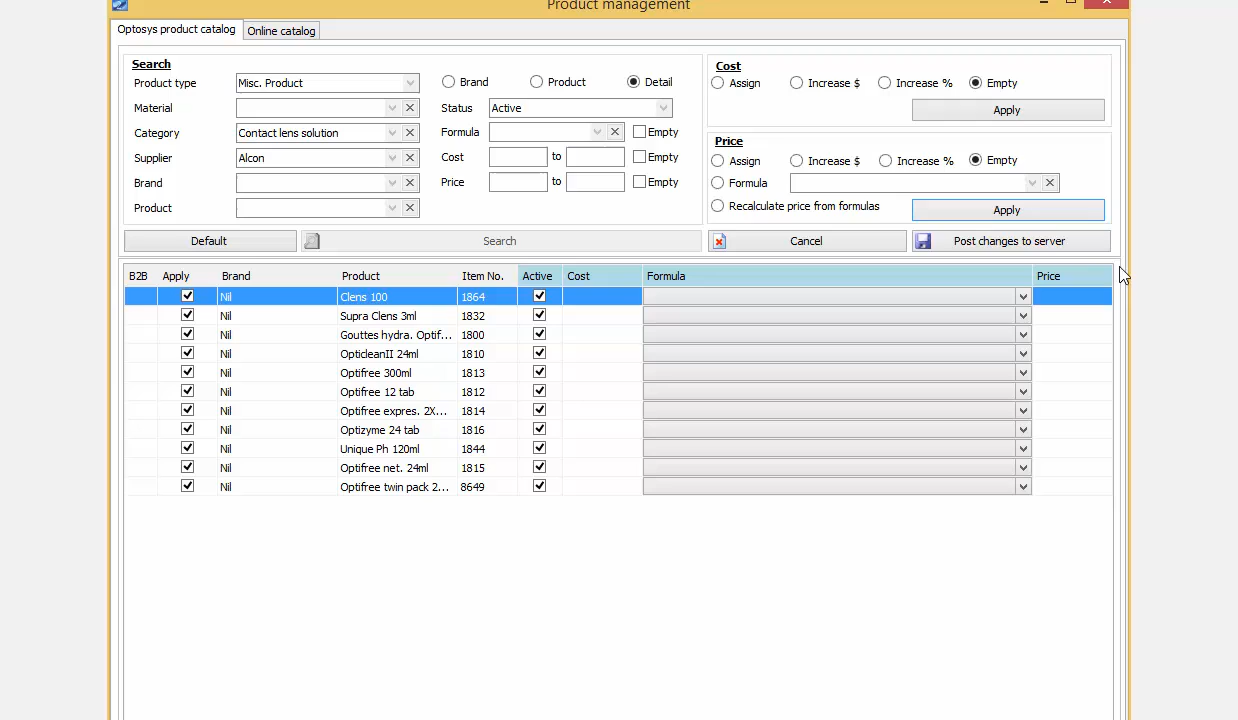 Product management
Optosys product catalog Online catalog
Search
Product type Misc. Product Brand Product Detail
Material Status Active
Category Contact lens solution Formula Empty
Supplier Alcon Cost to Empty
Brand Price to Empty
Product
Cost
Assign Increase $ Increase % Empty
Apply
Price
Assign Increase $ Increase % Empty
Formula
Recalculate price from formulas Apply
Default Search Cancel Post changes to server
B2B Apply Brand Product Item No. Active Cost Formula Price
Nil Clens 100 1864
Nil Supra Clens 3ml 1832
Nil Gouttes hydra. Optif... 1800
Nil OpticleanII 24ml 1810
Nil Optifree 300ml 1813
Nil Optifree 12 tab 1812
Nil Optifree expres. 2X... 1814
Nil Optizyme 24 tab 1816
Nil Unique Ph 120ml 1844
Nil Optifree net. 24ml 1815
Nil Optifree twin pack 2... 8649